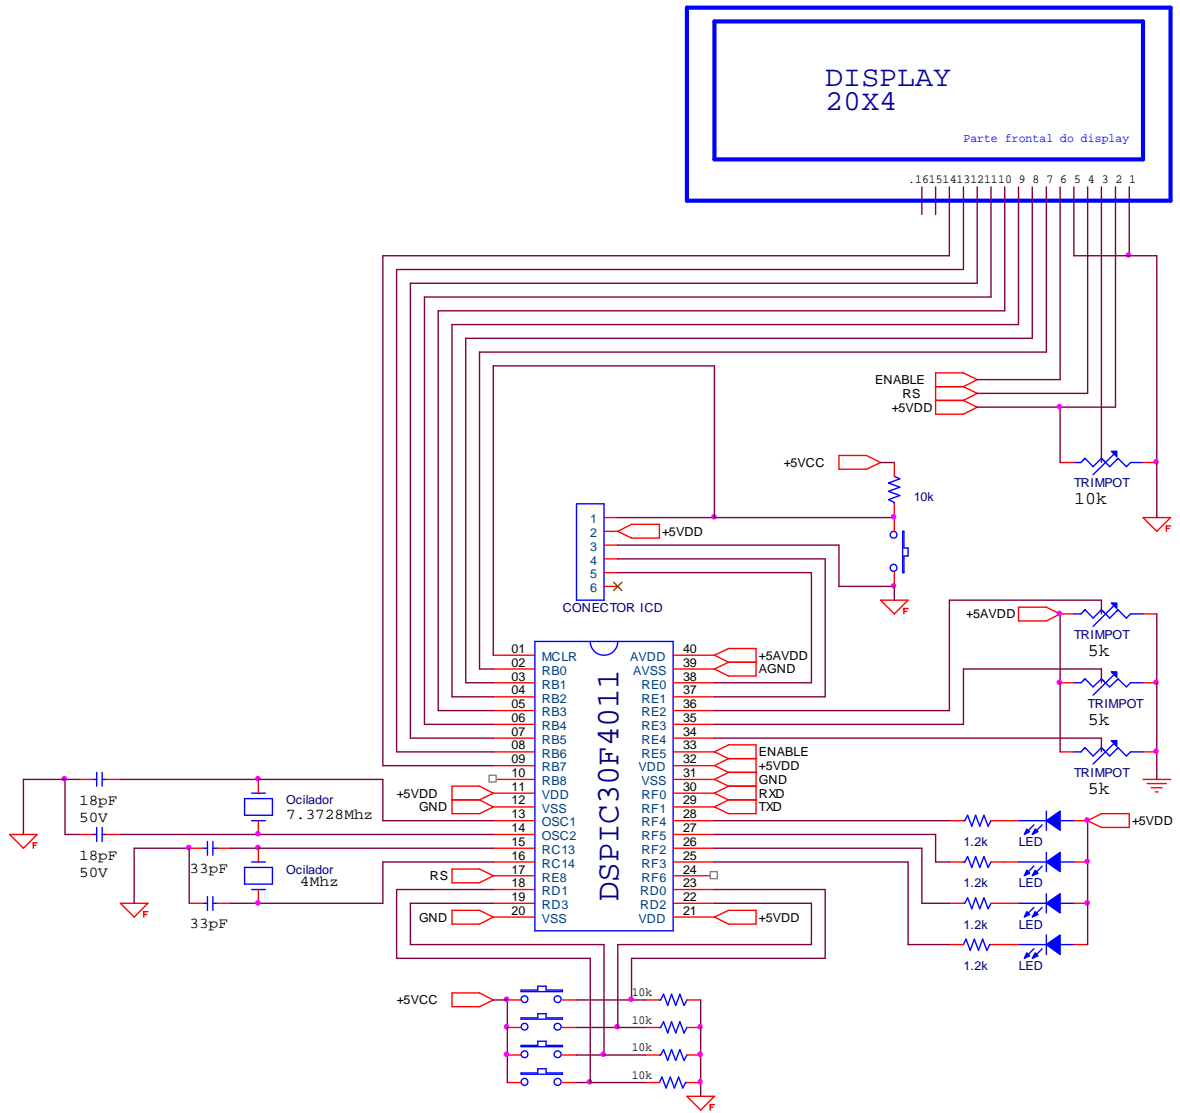 DISPLAY
20X4
Parte frontal do display
.16 15 14 13 12 11 10 9 8 7 6 5 4 3 2 1
ENABLE
RS
+5VDD
TRIMPOT
10k
F
+5VCC
10k
F
1
2
3
4
5
6
+5VDD
CONECTOR ICD
+5AVDD
TRIMPOT
5k
TRIMPOT
5k
TRIMPOT
5k
DSPIC30F4011
01 MCLR
02 RB0
03 RB1
04 RB2
05 RB3
06 RB4
07 RB5
08 RB6
09 RB7
10 RB8
11 VDD
12 VSS
13 OSC1
14 OSC2
15 RC13
16 RC14
17 RE8
18 RD1
19 RD3
20 VSS
AVDD 40 +5AVDD
AVSS 39 AGND
RE0 38
RE1 37
RE2 36
RE3 35
RE4 34
RE5 33 ENABLE
VDD 32 +5VDD
VSS 31 GND
RF0 30 RXD
RF1 29 TXD
RF4 28
RF5 27
RF2 26
RF3 25
RF6 24
RD0 23
RD2 22
VDD 21 +5VDD
+5VDD
GND
RS
GND
18pF
50V
18pF
50V
F
Ocilador
7.3728Mhz
33pF
33pF
F
Ocilador
4Mhz
+5VDD
1.2k LED
1.2k LED
1.2k LED
1.2k LED
+5VCC
10k
10k
10k
10k
F